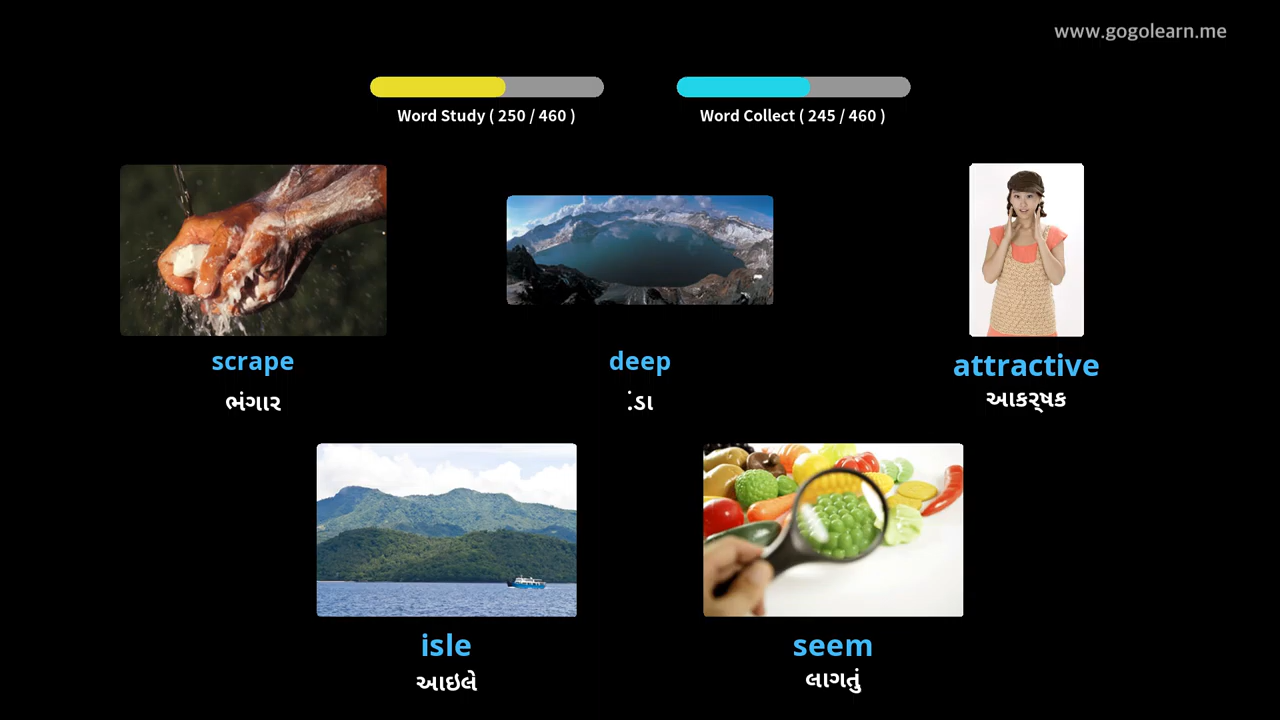 www.gogolearn.me
Word Study ( 250 / 460 )
Word Collect ( 245 / 460 )
scrape
ભંગાર
deep
ંડા
attractive
આકર્ષક
isle
આઇલે
seem
લાગતું